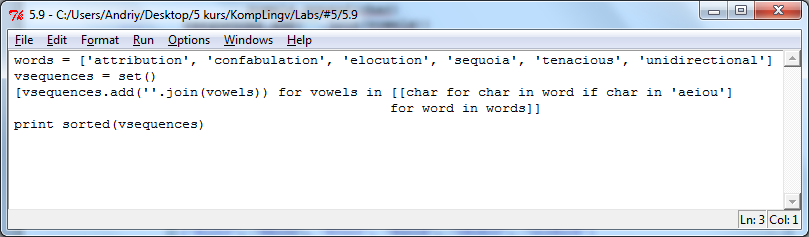 5.9 - C:/Users/Andriy/Desktop/5 kurs/KompLingv/Labs/#5/5.9
File Edit Format Run Options Windows Help
words = ['attribution', 'confabulation', 'elocution', 'sequoia', 'tenacious', 'unidirectional']
vsequences = set()
[vsequences.add(''.join(vowels)) for vowels in [[char for char in word if char in 'aeiou']
for word in words]]
print sorted(vsequences)
Ln: 3 Col: 1